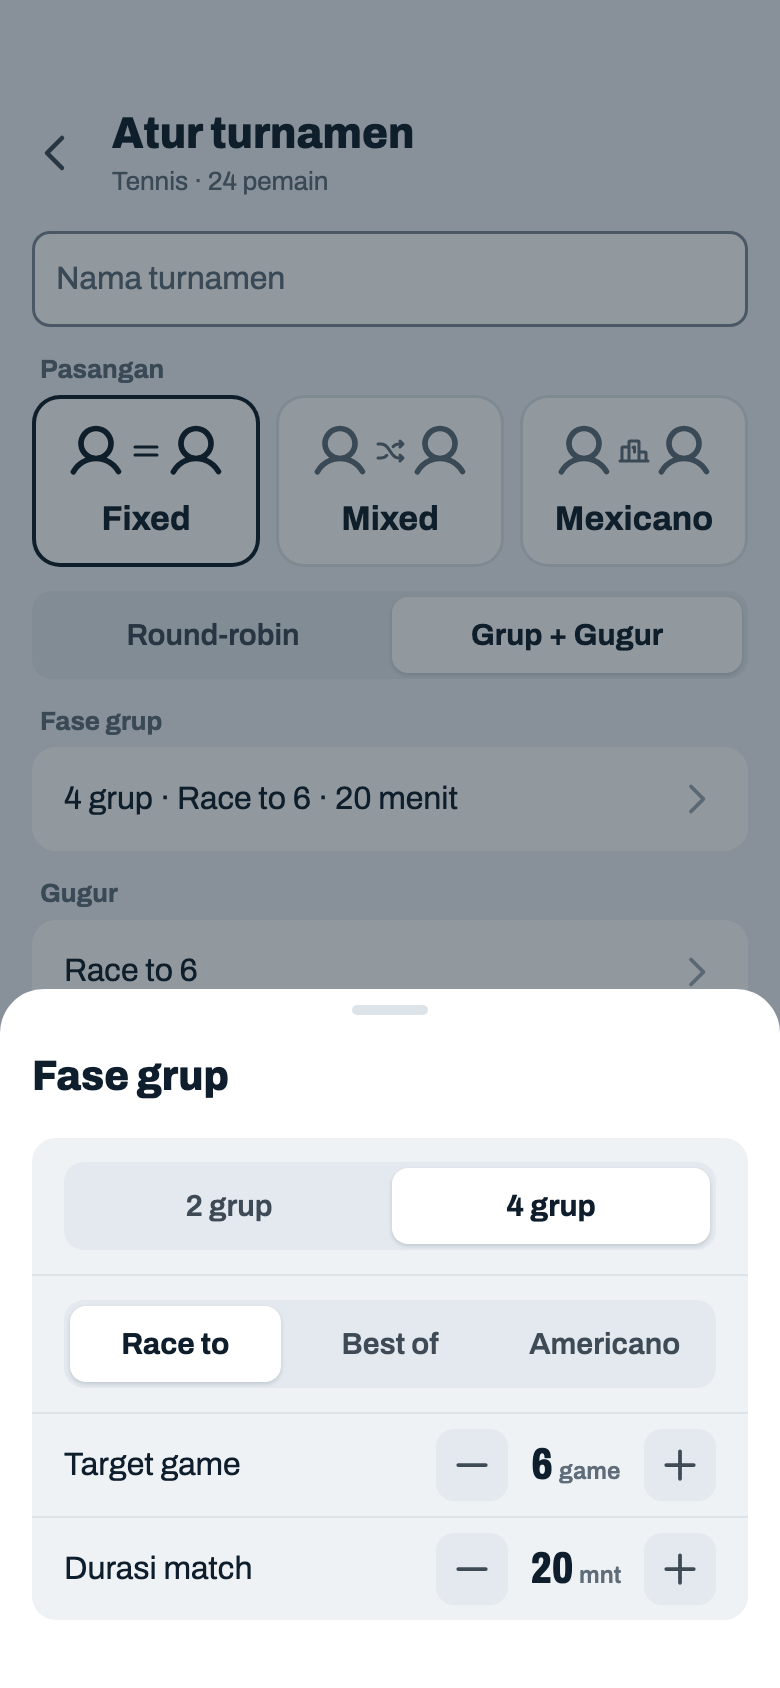 Atur turnamen
Tennis · 24 pemain
Nama turnamen
Pasangan
Fixed
Mixed
Mexicano
Round-robin
Grup + Gugur
Fase grup
4 grup · Race to 6 · 20 menit
Gugur
Race to 6
Fase grup
2 grup
4 grup
Race to
Best of
Americano
Target game
6 game
Durasi match
20 mnt